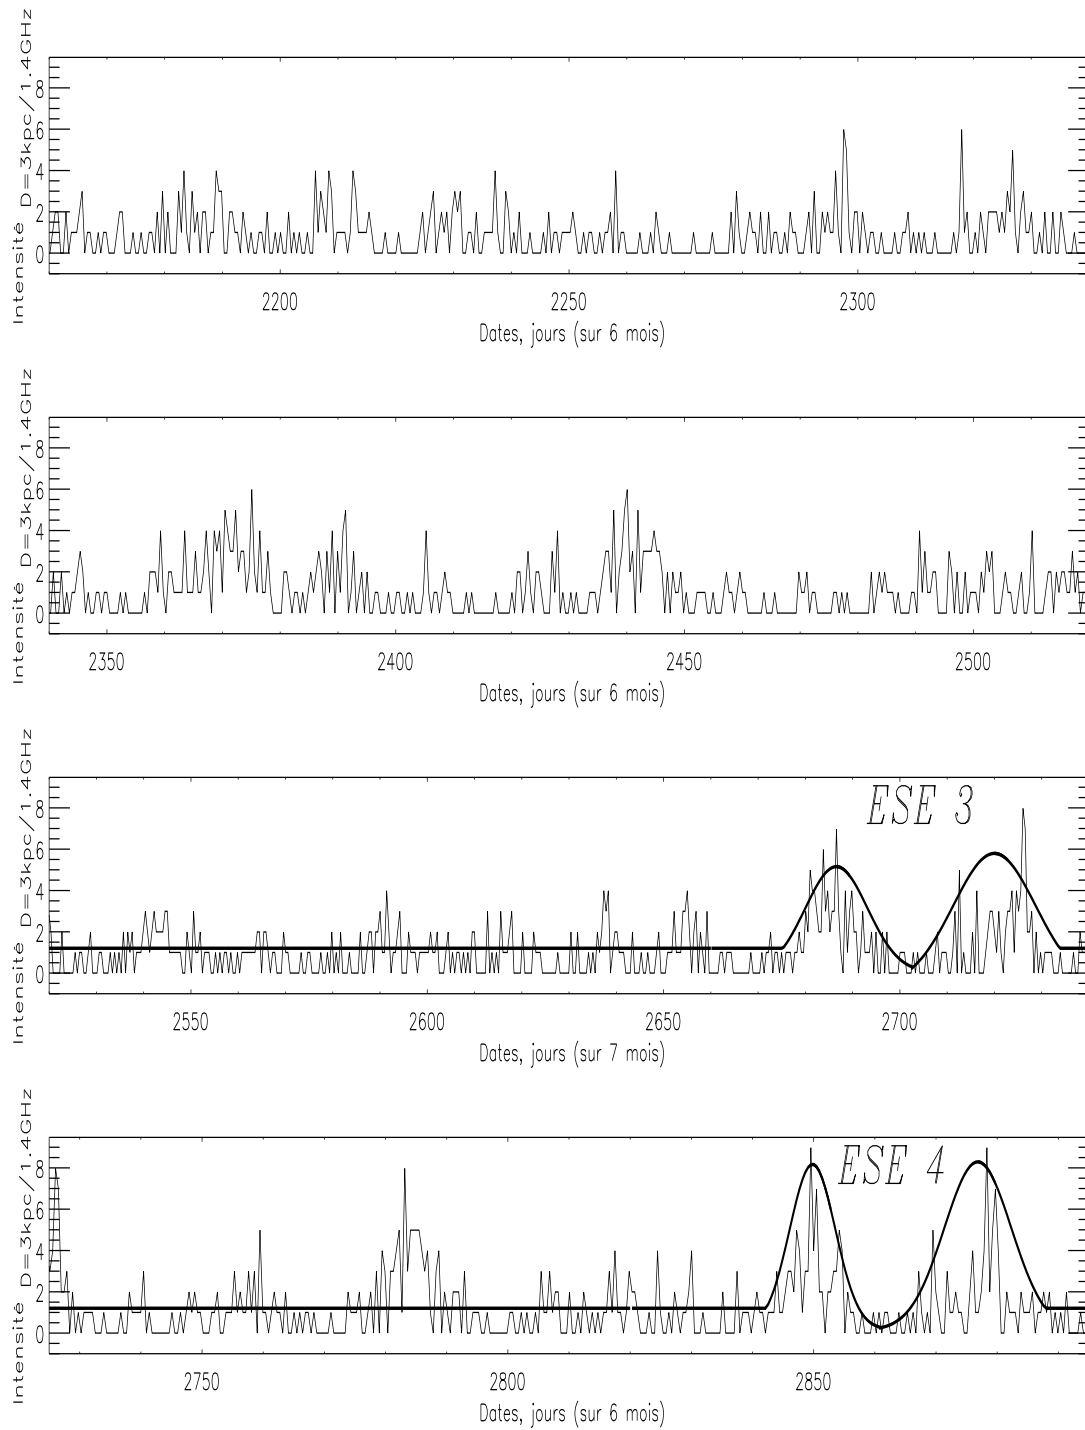 Intensité D=3kpc/1.4GHz
8
6
4
2
0
2200 2250 2300
Dates, jours (sur 6 mois)
Intensité D=3kpc/1.4GHz
8
6
4
2
0
2350 2400 2450 2500
Dates, jours (sur 6 mois)
Intensité D=3kpc/1.4GHz
ESE 3
8
6
4
2
0
2550 2600 2650 2700
Dates, jours (sur 7 mois)
Intensité D=3kpc/1.4GHz
ESE 4
8
6
4
2
0
2750 2800 2850
Dates, jours (sur 6 mois)